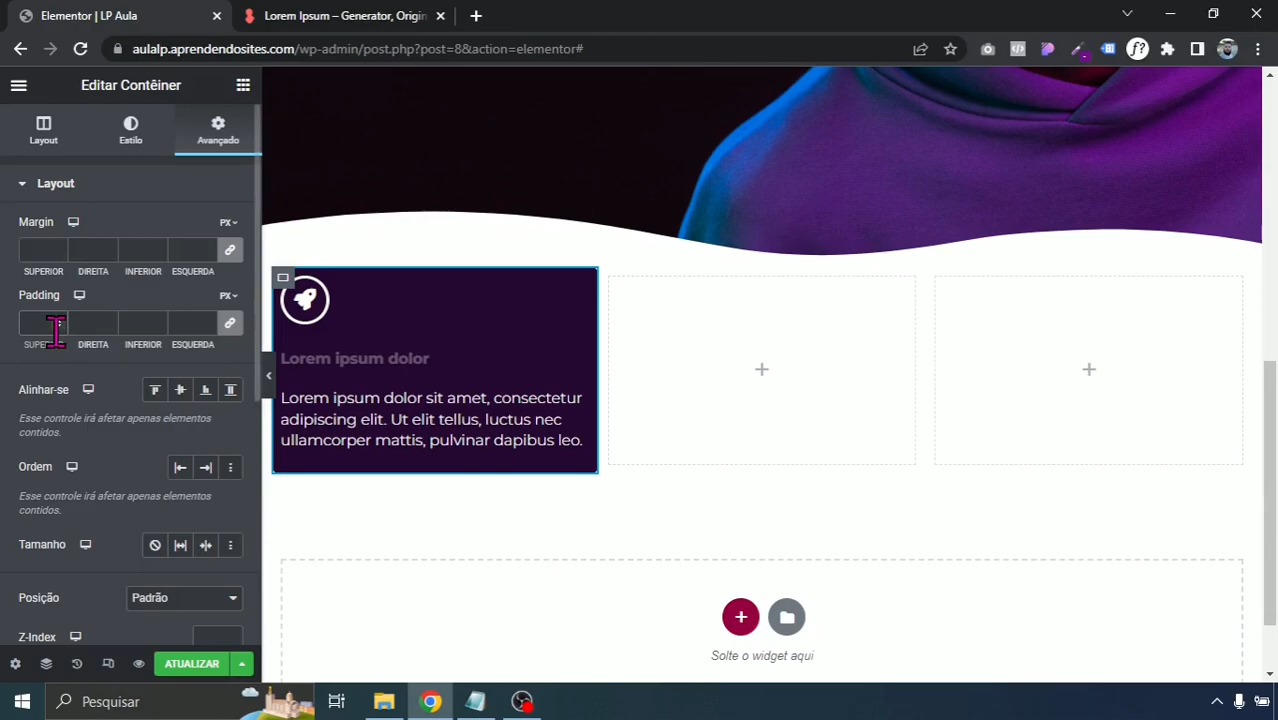 Elementor | LP Aula
Lorem Ipsum – Generator, Origin
aulalp.aprendendosites.com/wp-admin/post.php?post=8&action=elementor#
f?
Editar Contêiner
Layout
Estilo
Avançado
Layout
Margin
PX
SUPERIOR DIREITA INFERIOR ESQUERDA
Padding
PX
DIREITA INFERIOR ESQUERDA
Alinhar-se
Esse controle irá afetar apenas elementos
contidos.
Ordem
Esse controle irá afetar apenas elementos
contidos.
Tamanho
Posição
Padrão
Z-Index
ATUALIZAR
Lorem ipsum dolor
Lorem ipsum dolor sit amet, consectetur
adipiscing elit. Ut elit tellus, luctus nec
ullamcorper mattis, pulvinar dapibus leo.
Solte o widget aqui
Pesquisar